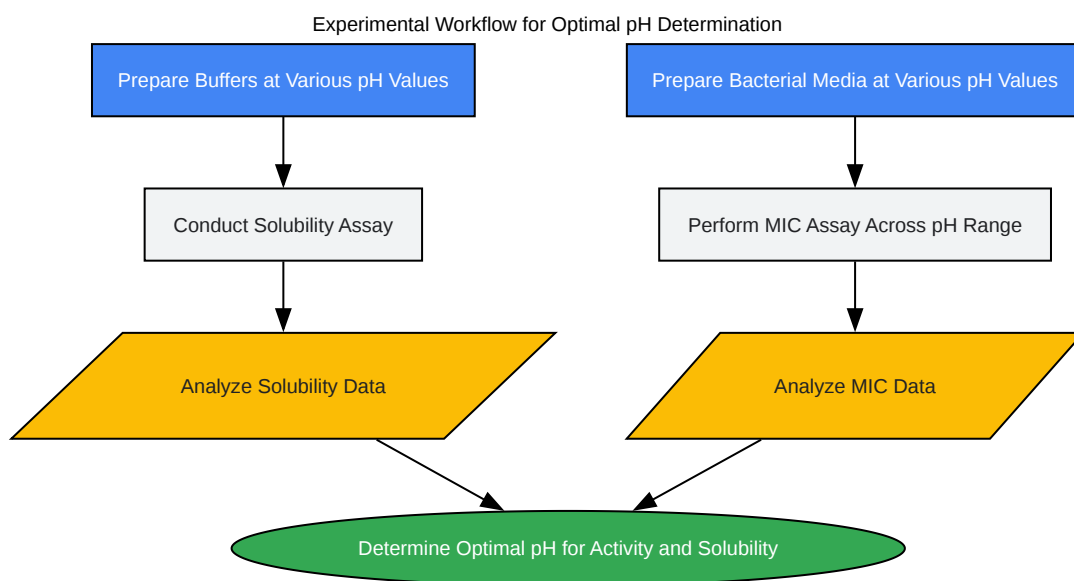 Experimental Workflow for Optimal pH Determination
Prepare Buffers at Various pH Values
Prepare Bacterial Media at Various pH Values
Conduct Solubility Assay
Perform MIC Assay Across pH Range
Analyze Solubility Data
Analyze MIC Data
Determine Optimal pH for Activity and Solubility